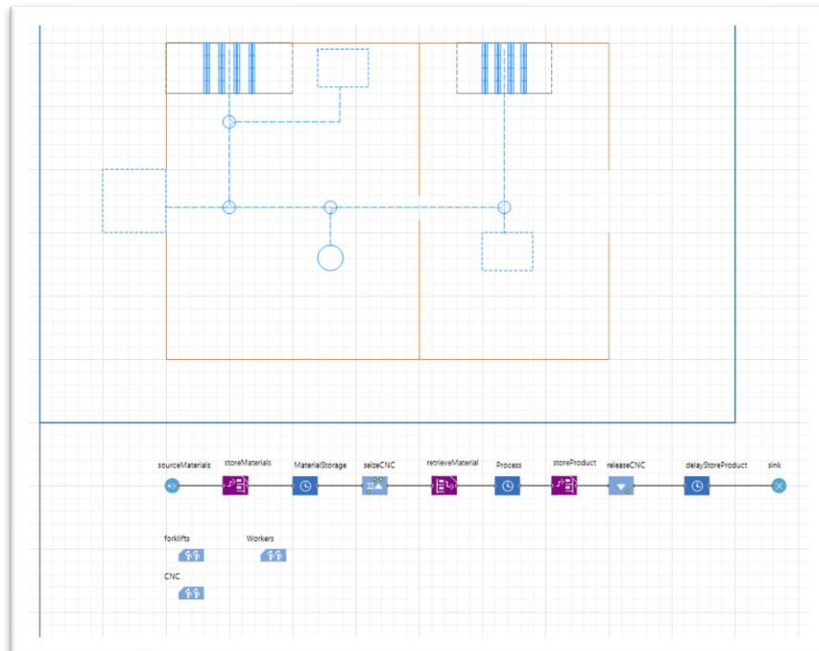 sourceMaterials storeMaterials MaterialStorage seizeCNC retrieveMaterial Process storeProduct releaseCNC delayStoreProduct sink
forklifts Workers
CNC